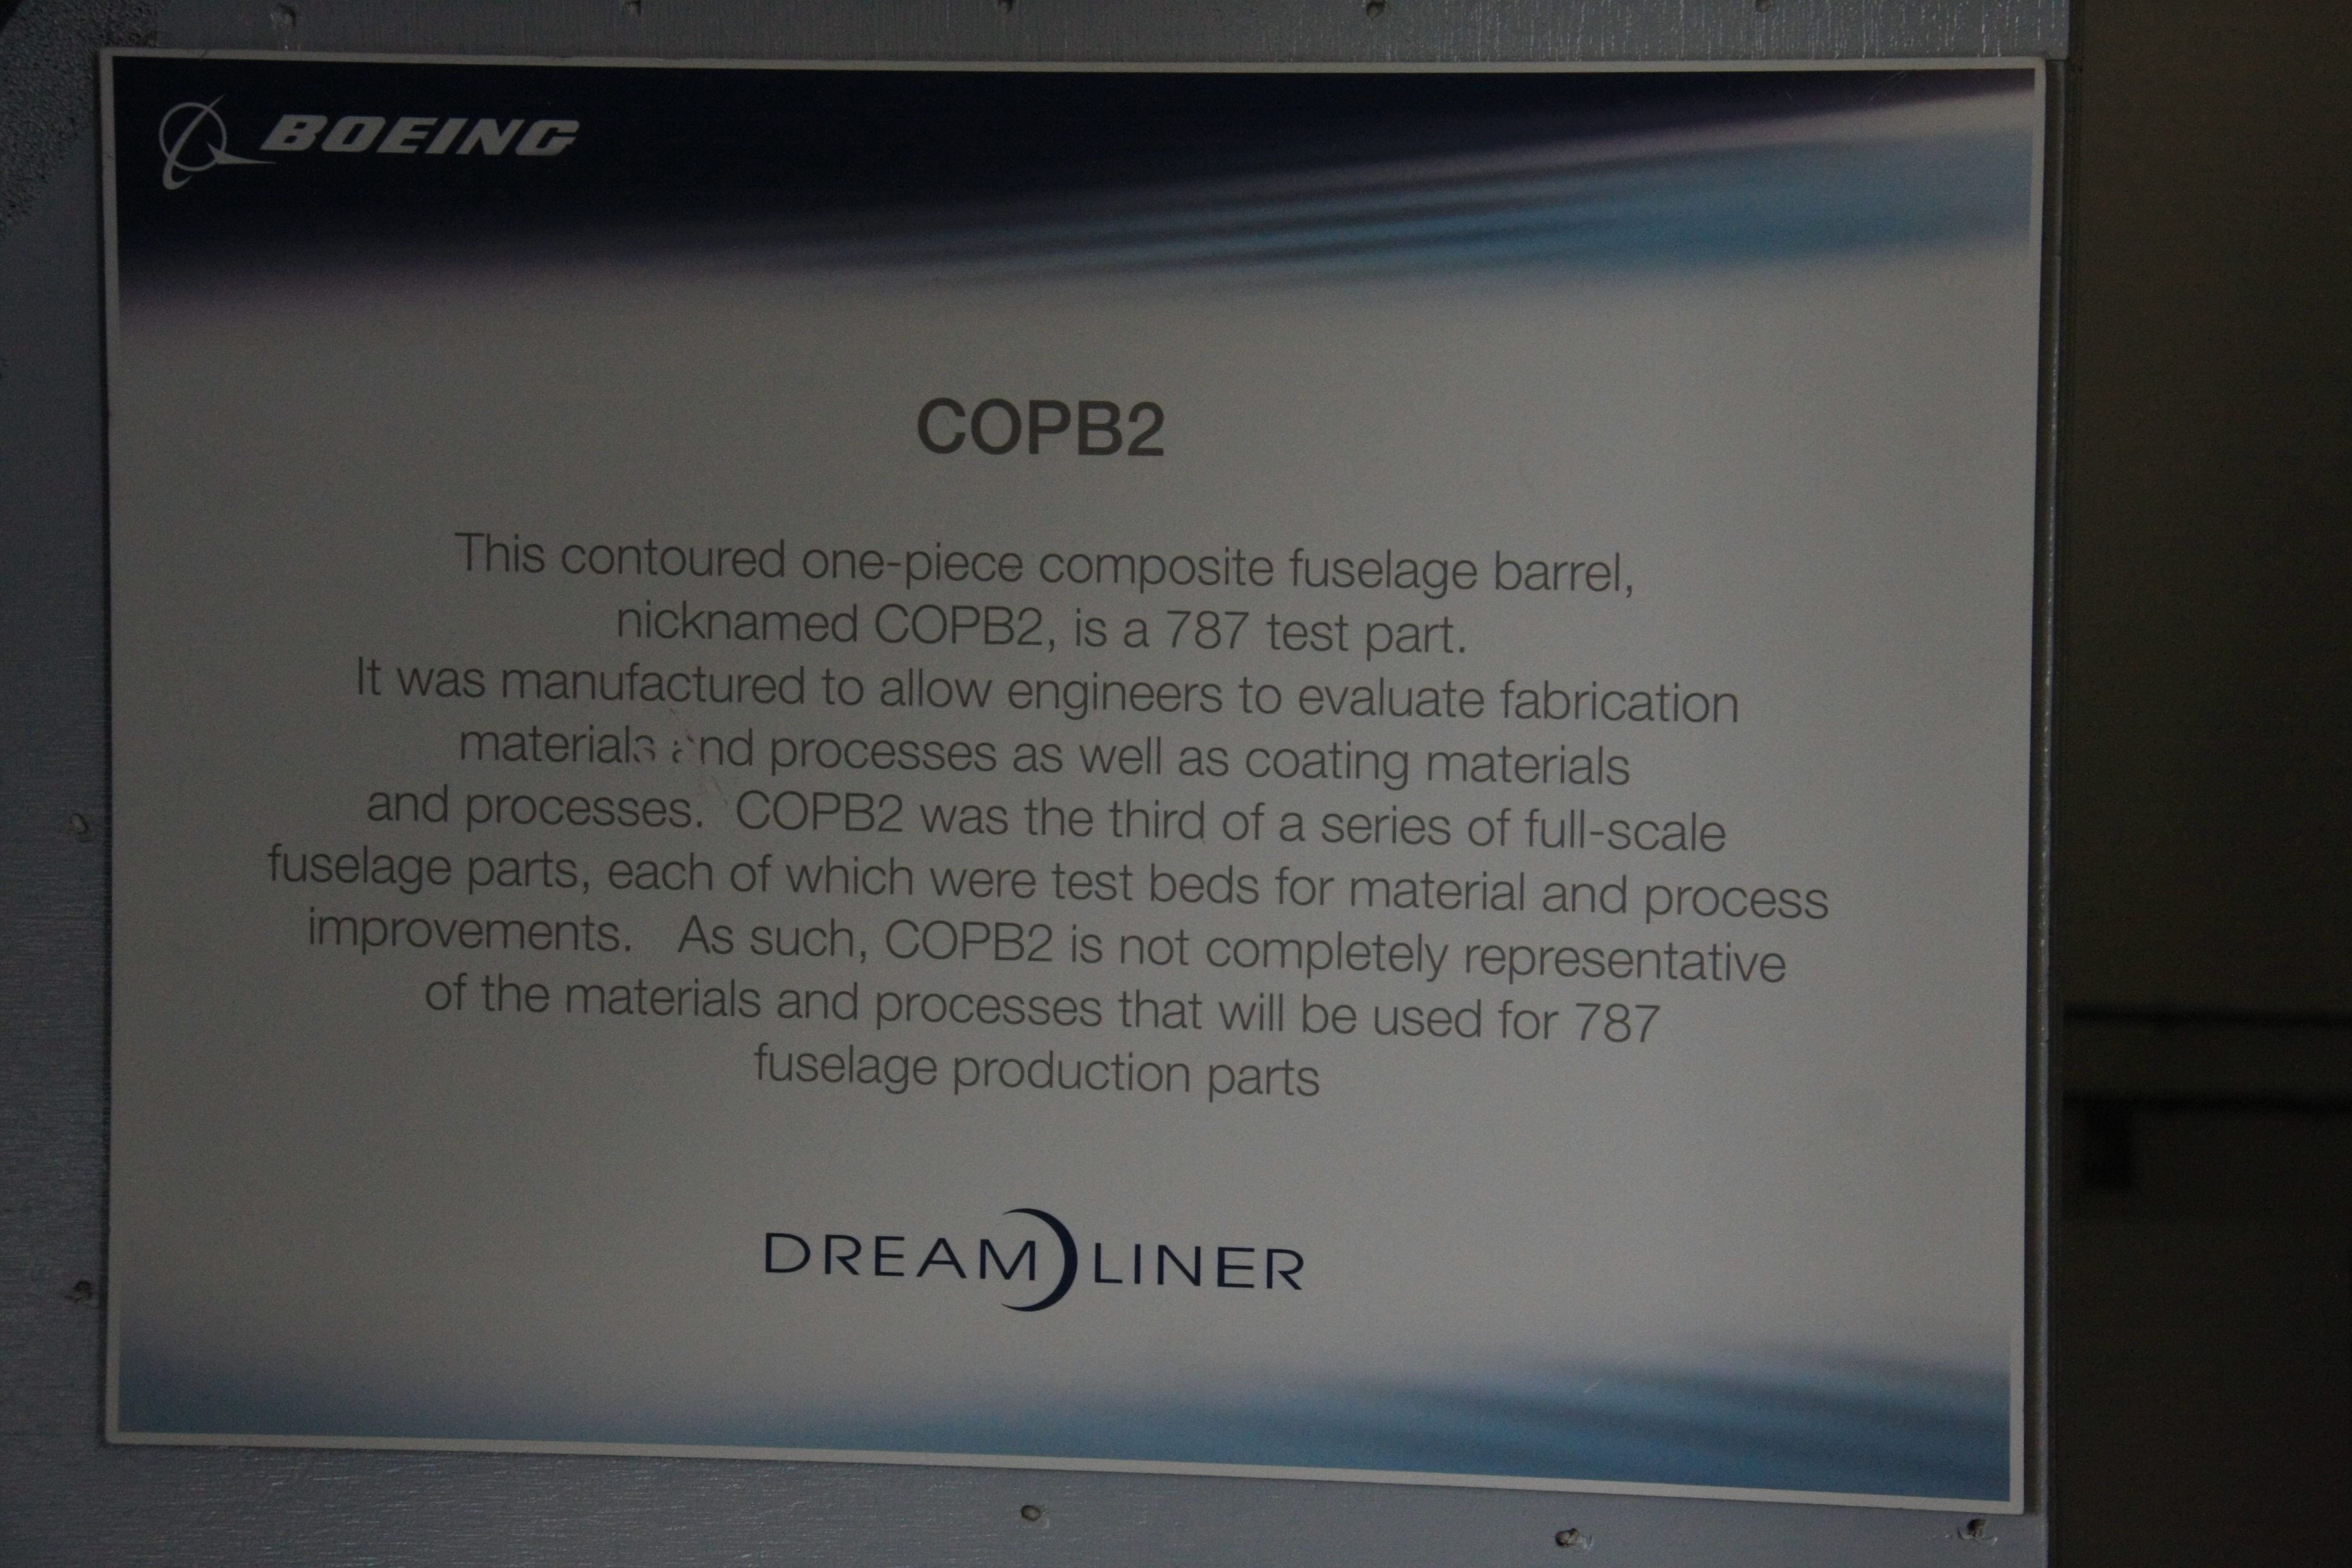 BOEING
COPB2
This contoured one-piece composite fuselage barrel,
nicknamed COPB2, is a 787 test part.
It was manufactured to allow engineers to evaluate fabrication
materials and processes as well as coating materials
and processes. COPB2 was the third of a series of full-scale
fuselage parts, each of which were test beds for material and process
improvements. As such, COPB2 is not completely representative
of the materials and processes that will be used for 787
fuselage production parts
DREAMLINER